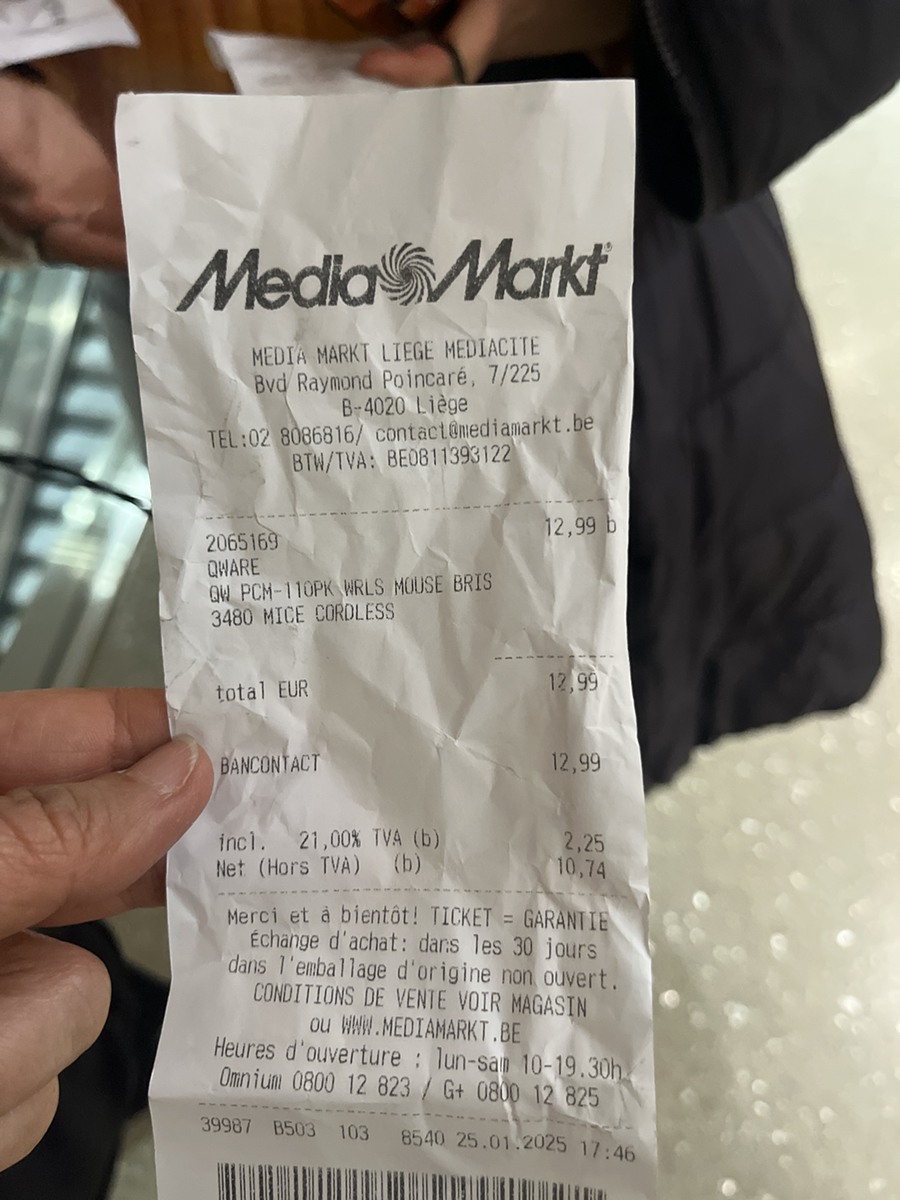 Media Markt®
MEDIA MARKT LIEGE MEDIACITE
Bvd Raymond Poincaré, 7/225
B-4020 Liège
TEL:02 8086816/ contact@mediamarkt.be
BTW/TVA: BE0811393122
2065169 12,99 b
QWARE
QW PCM-110PK WRLS MOUSE BRIS
3480 MICE CORDLESS
total EUR 12,99
BANCONTACT 12,99
incl. 21,00% TVA (b) 2,25
Net (Hors TVA) (b) 10,74
Merci et à bientôt! TICKET = GARANTIE
Échange d'achat: dans les 30 jours
dans l'emballage d'origine non ouvert.
CONDITIONS DE VENTE VOIR MAGASIN
ou WWW.MEDIAMARKT.BE
Heures d'ouverture : lun-sam 10-19.30h
Omnium 0800 12 823 / G+ 0800 12 825
39987 B503 103 8540 25.01.2025 17:46